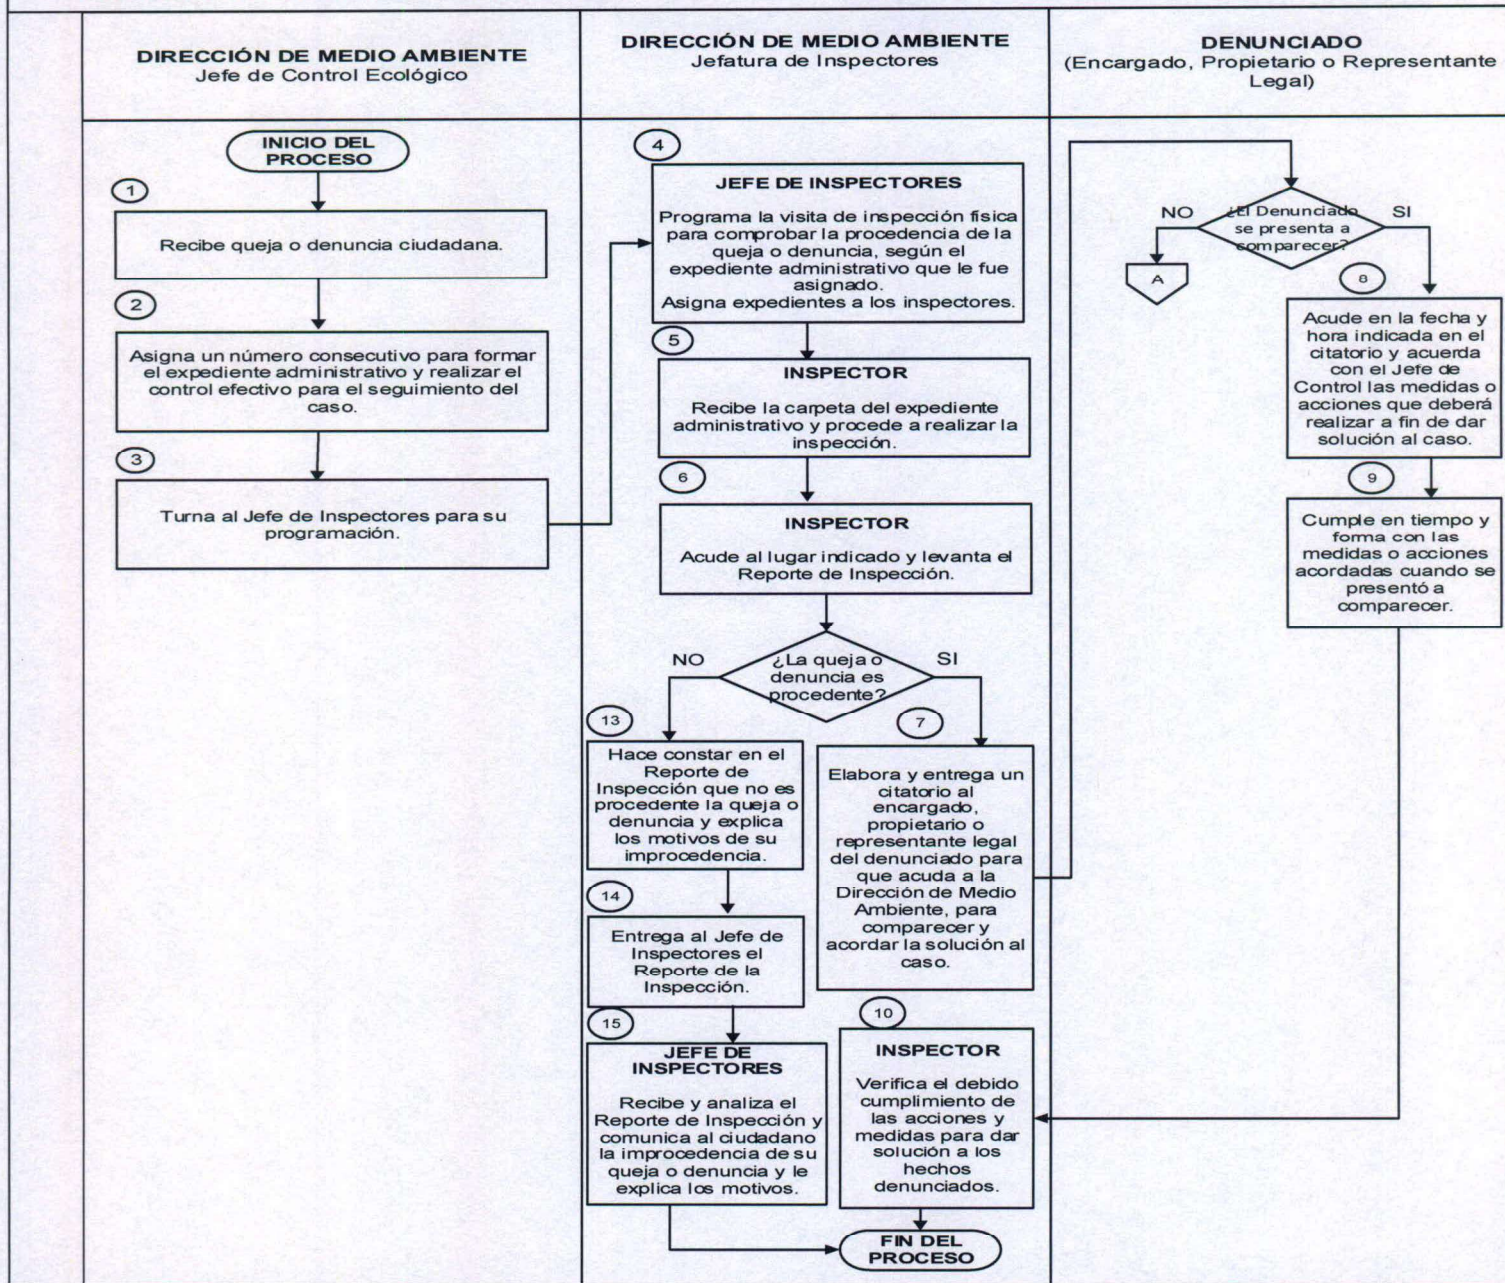 DIRECCIÓN DE MEDIO AMBIENTE
Jefe de Control Ecológico
DIRECCIÓN DE MEDIO AMBIENTE
Jefatura de Inspectores
DENUNCIADO
(Encargado, Propietario o Representante
Legal)
INICIO DEL
PROCESO
1
Recibe queja o denuncia ciudadana.
2
Asigna un número consecutivo para formar
el expediente administrativo y realizar el
control efectivo para el seguimiento del
caso.
3
Turna al Jefe de Inspectores para su
programación.
4
JEFE DE INSPECTORES
Programa la visita de inspección física
para comprobar la procedencia de la
queja o denuncia, según el
expediente administrativo que le fue
asignado.
Asigna expedientes a los inspectores.
5
INSPECTOR
Recibe la carpeta del expediente
administrativo y procede a realizar la
inspección.
6
INSPECTOR
Acude al lugar indicado y levanta el
Reporte de Inspección.
NO
¿La queja o
denuncia es
procedente?
SI
13
Hace constar en el
Reporte de
Inspección que no es
procedente la queja o
denuncia y explica
los motivos de su
improcedencia.
14
Entrega al Jefe de
Inspectores el
Reporte de la
Inspección.
15
JEFE DE
INSPECTORES
Recibe y analiza el
Reporte de Inspección y
comunica al ciudadano
la improcedencia de su
queja o denuncia y le
explica los motivos.
7
Elabora y entrega un
citatorio al
encargado,
propietario o
representante legal
del denunciado para
que acuda a la
Dirección de Medio
Ambiente, para
comparecer y
acordar la solución al
caso.
10
INSPECTOR
Verifica el debido
cumplimiento de
las acciones y
medidas para dar
solución a los
hechos
denunciados.
FIN DEL
PROCESO
NO
¿El Denunciado
se presenta a
comparecer?
SI
A
8
Acude en la fecha y
hora indicada en el
citatorio y acuerda
con el Jefe de
Control las medidas o
acciones que deberá
realizar a fin de dar
solución al caso.
9
Cumple en tiempo y
forma con las
medidas o acciones
acordadas cuando se
presentó a
comparecer.